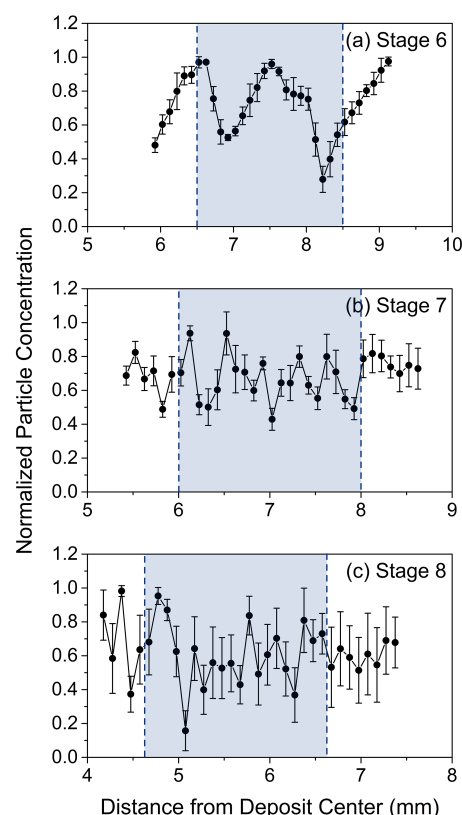 Normalized Particle Concentration
(a) Stage 6
1.2
1.0
0.8
0.6
0.4
0.2
0.0
5 6 7 8 9 10
(b) Stage 7
1.2
1.0
0.8
0.6
0.4
0.2
0.0
5 6 7 8 9
(c) Stage 8
1.2
1.0
0.8
0.6
0.4
0.2
0.0
4 5 6 7 8
Distance from Deposit Center (mm)